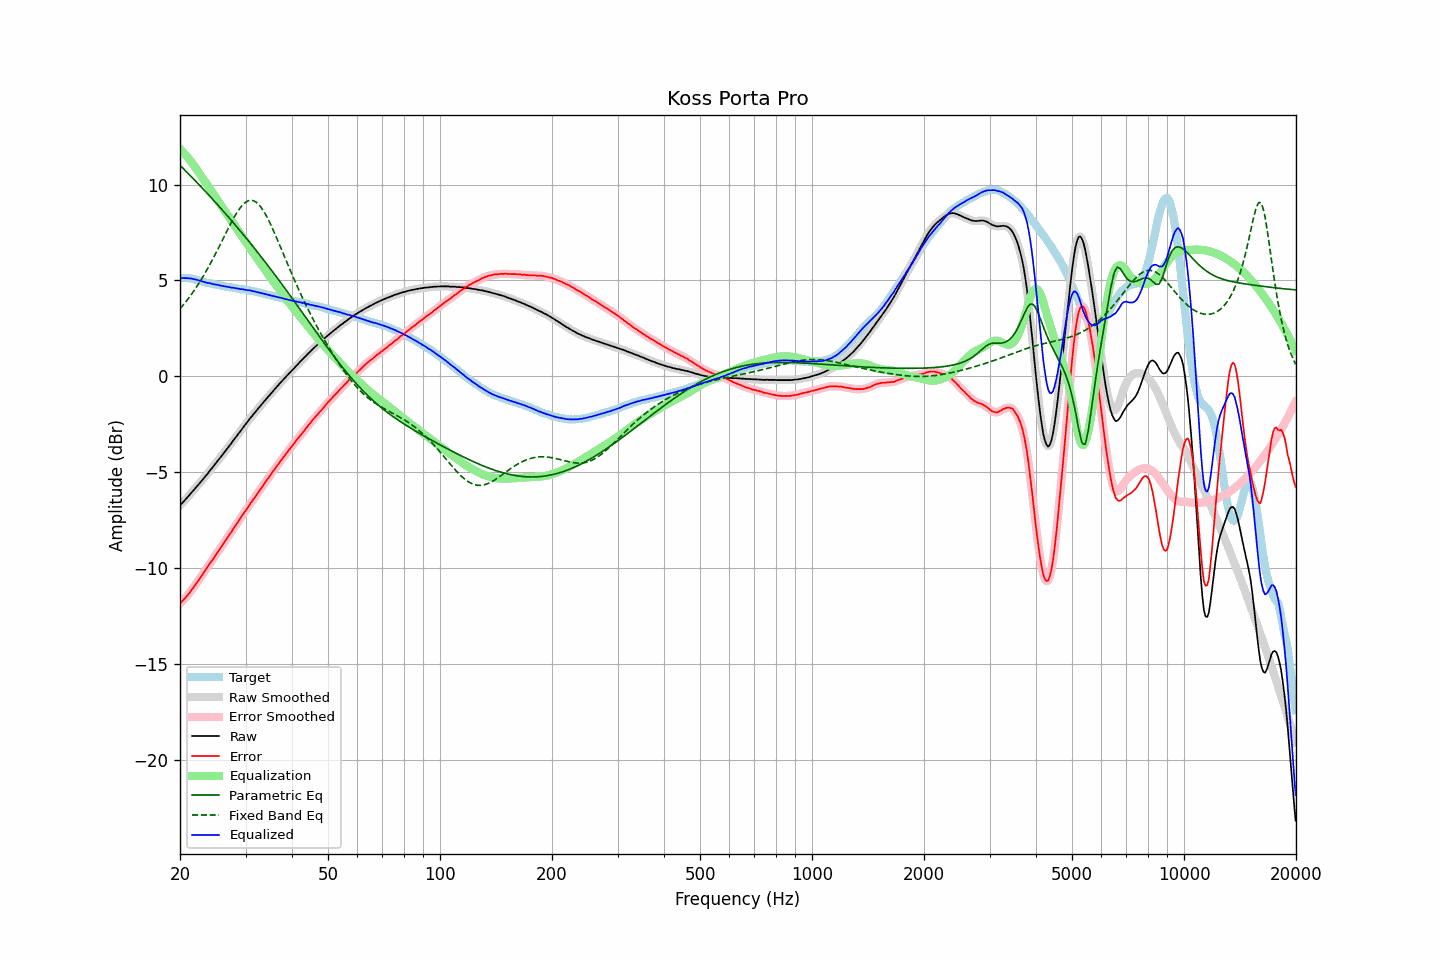 Koss Porta Pro
Amplitude (dBr)
10
5
0
−5
−10
−15
−20
Target
Raw Smoothed
Error Smoothed
Raw
Error
Equalization
Parametric Eq
Fixed Band Eq
Equalized
20 50 100 200 500 1000 2000 5000 10000 20000
Frequency (Hz)